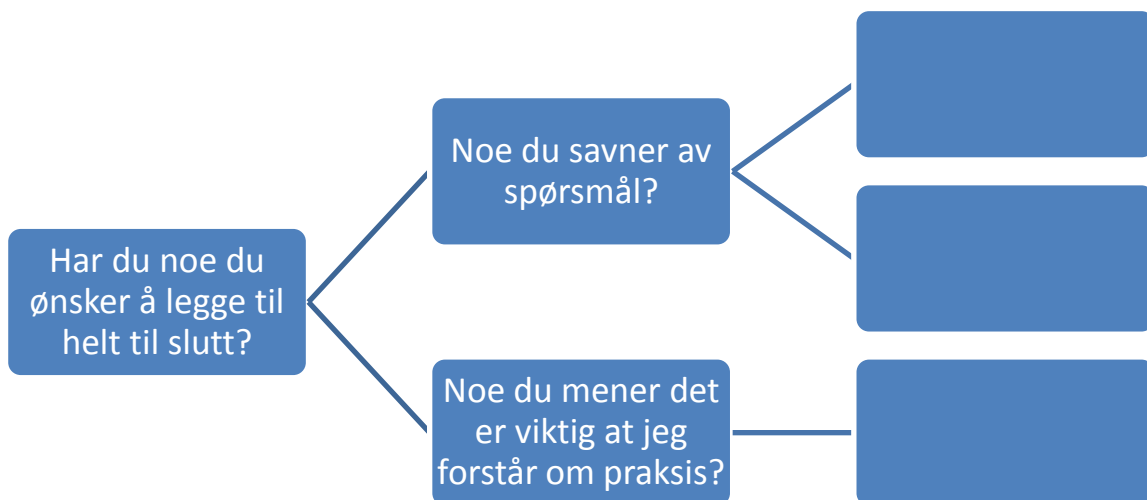 Har du noe du
ønsker å legge til
helt til slutt?
Noe du savner av
spørsmål?
Noe du mener det
er viktig at jeg
forstår om praksis?